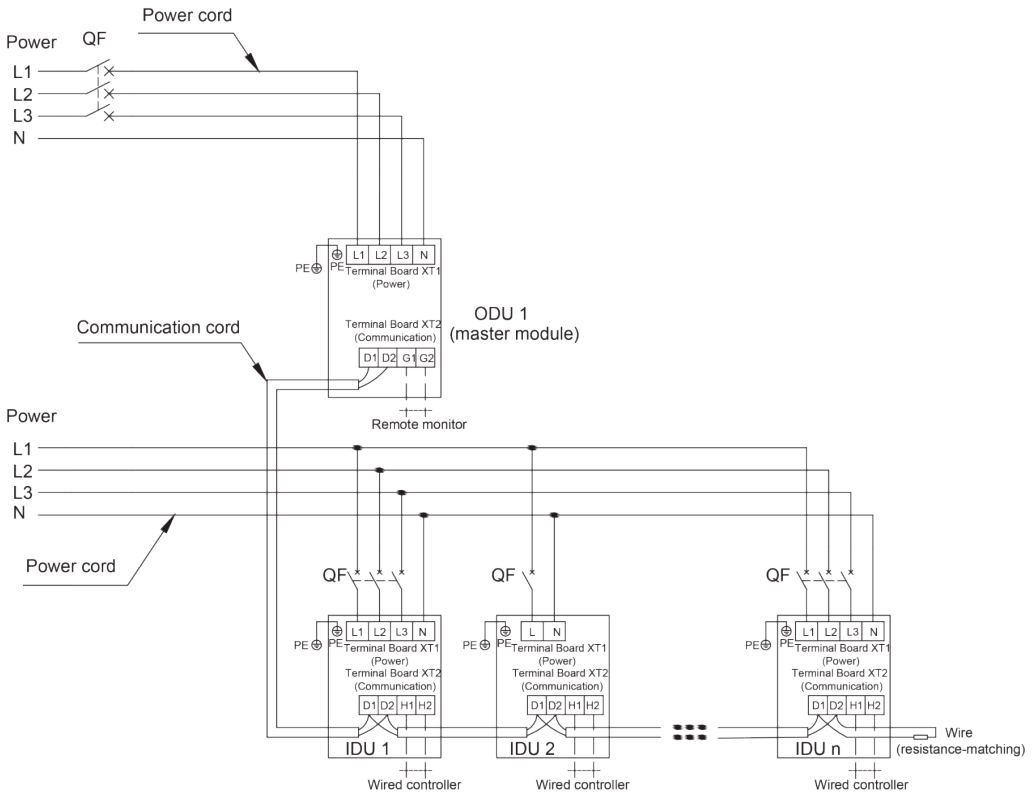 Power cord
Power
QF
L1
L2
L3
N
PE
PE
L1 L2 L3 N
Terminal Board XT1
(Power)
Terminal Board XT2
(Communication)
D1 D2 G1 G2
ODU 1
(master module)
Communication cord
Remote monitor
Power
L1
L2
L3
N
Power cord
QF
QF
QF
PE
PE
L1 L2 L3 N
Terminal Board XT1
(Power)
Terminal Board XT2
(Communication)
D1 D2 H1 H2
IDU 1
Wired controller
PE
PE
L N
Terminal Board XT1
(Power)
Terminal Board XT2
(Communication)
D1 D2 H1 H2
IDU 2
Wired controller
PE
PE
L1 L2 L3 N
Terminal Board XT1
(Power)
Terminal Board XT2
(Communication)
D1 D2 H1 H2
IDU n
Wired controller
Wire
(resistance-matching)